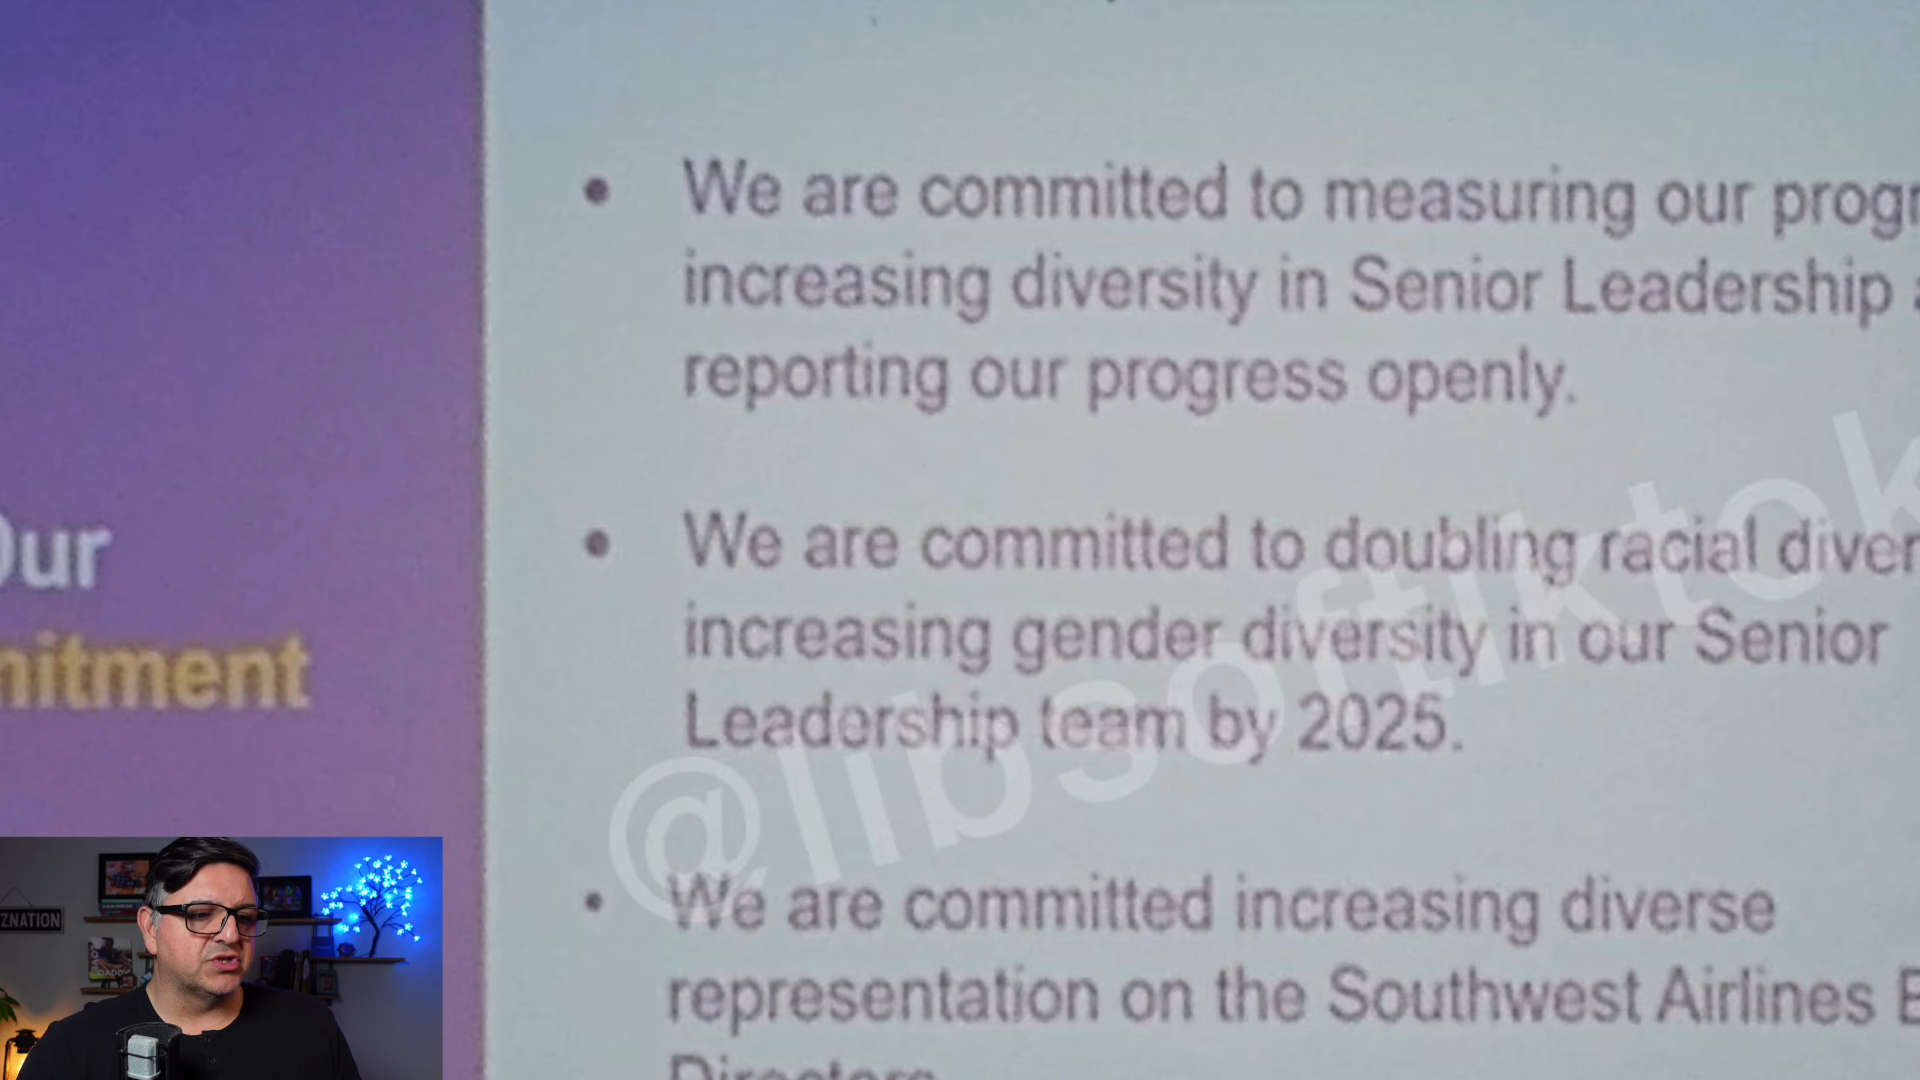 We are committed to measuring our progr
increasing diversity in Senior Leadership a
reporting our progress openly.
Our
mitment
We are committed to doubling racial diver
increasing gender diversity in our Senior
Leadership team by 2025.
@libsoftiktok
We are committed increasing diverse
representation on the Southwest Airlines B
Directors
ZNATION
DADDY